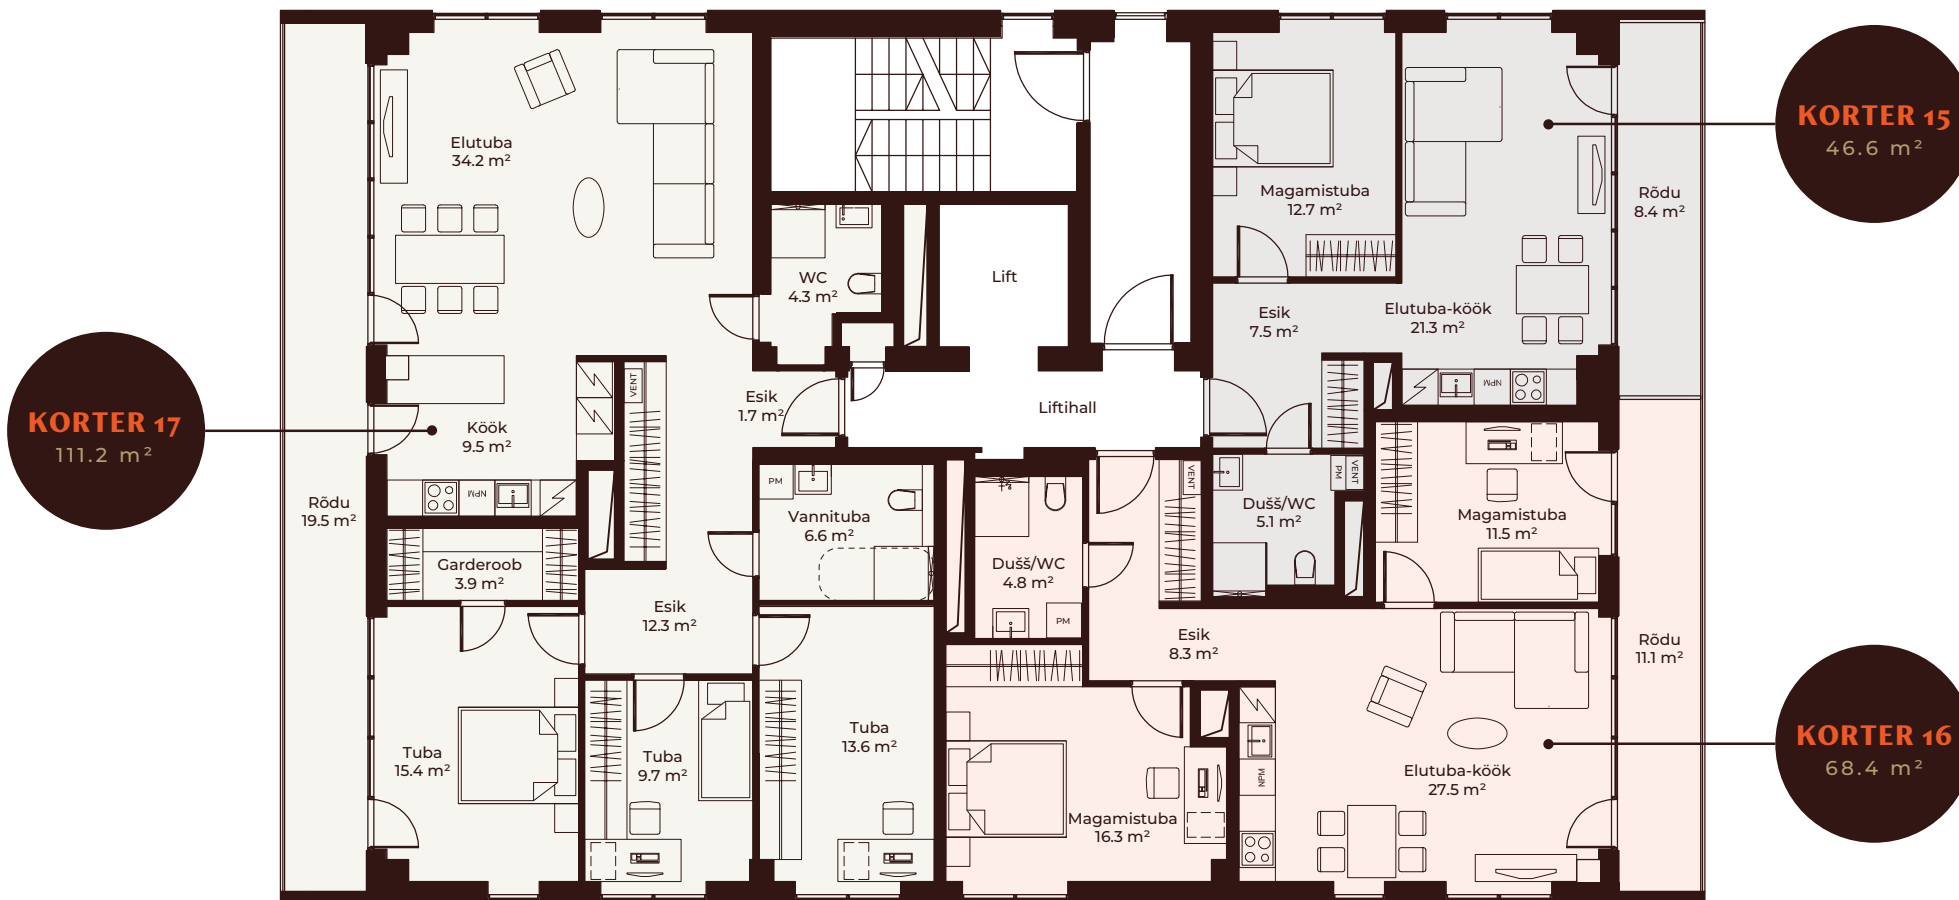 KORTER 15
46.6 m²
Elutuba
34.2 m²
Magamistuba
12.7 m²
Rõdu
8.4 m²
WC
4.3 m²
Lift
Esik
7.5 m²
Elutuba-köök
21.3 m²
VENT
Esik
1.7 m²
Liftihall
NPM
KORTER 17
111.2 m²
Köök
9.5 m²
Rõdu
19.5 m²
NPM
PM
Vannituba
6.6 m²
VENT
Dušš/WC
5.1 m²
PM
VENT
Magamistuba
11.5 m²
Garderoob
3.9 m²
Dušš/WC
4.8 m²
PM
Esik
12.3 m²
Esik
8.3 m²
Rõdu
11.1 m²
KORTER 16
68.4 m²
Tuba
15.4 m²
Tuba
9.7 m²
Tuba
13.6 m²
NPM
Elutuba-köök
27.5 m²
Magamistuba
16.3 m²